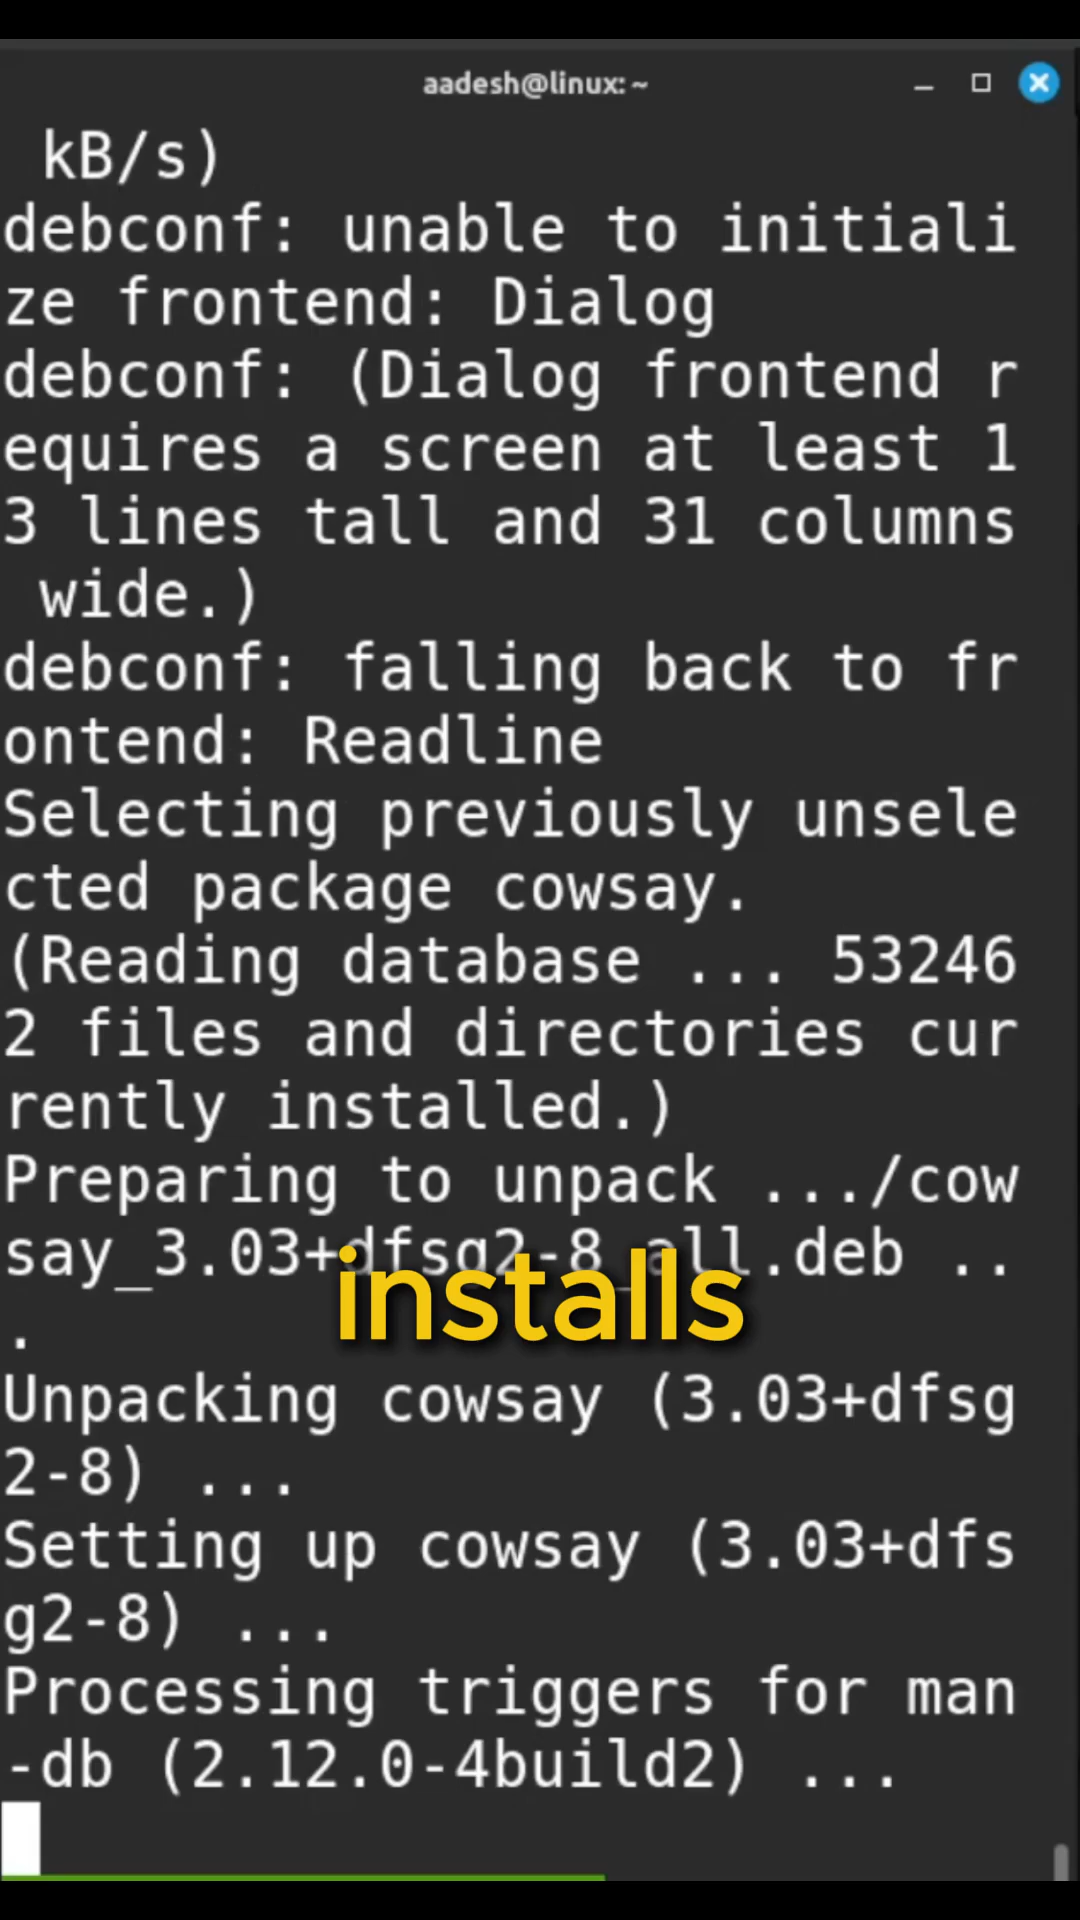 aadesh@linux: ~
kB/s)
debconf: unable to initiali
ze frontend: Dialog
debconf: (Dialog frontend r
equires a screen at least 1
3 lines tall and 31 columns
wide.)
debconf: falling back to fr
ontend: Readline
Selecting previously unsele
cted package cowsay.
(Reading database ... 53246
2 files and directories cur
rently installed.)
Preparing to unpack .../cow
say_3.03+dfsg2-8_all.deb ..
installs
.
Unpacking cowsay (3.03+dfsg
2-8) ...
Setting up cowsay (3.03+dfs
g2-8) ...
Processing triggers for man
-db (2.12.0-4build2) ...